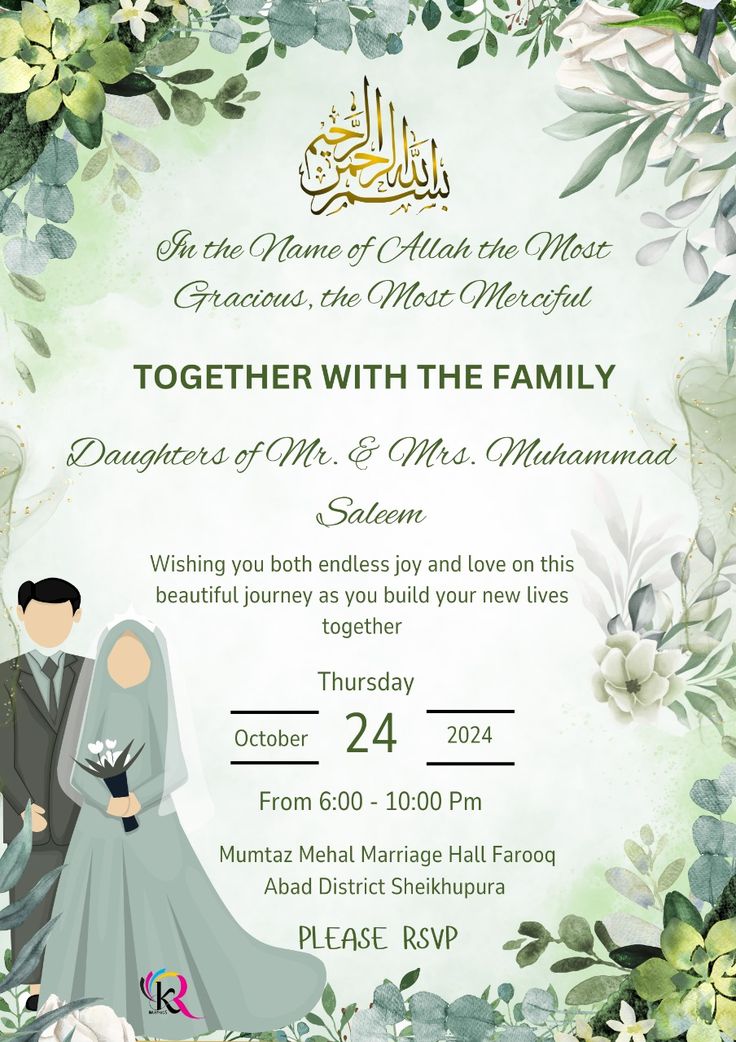 بسم الله الرحمن الرحيم
In the Name of Allah the Most
Gracious, the Most Merciful
TOGETHER WITH THE FAMILY
Daughters of Mr. & Mrs. Muhammad
Saleem
Wishing you both endless joy and love on this
beautiful journey as you build your new lives
together
Thursday
October 24 2024
From 6:00 - 10:00 Pm
Mumtaz Mehal Marriage Hall Farooq
Abad District Sheikhupura
PLEASE RSVP
KR